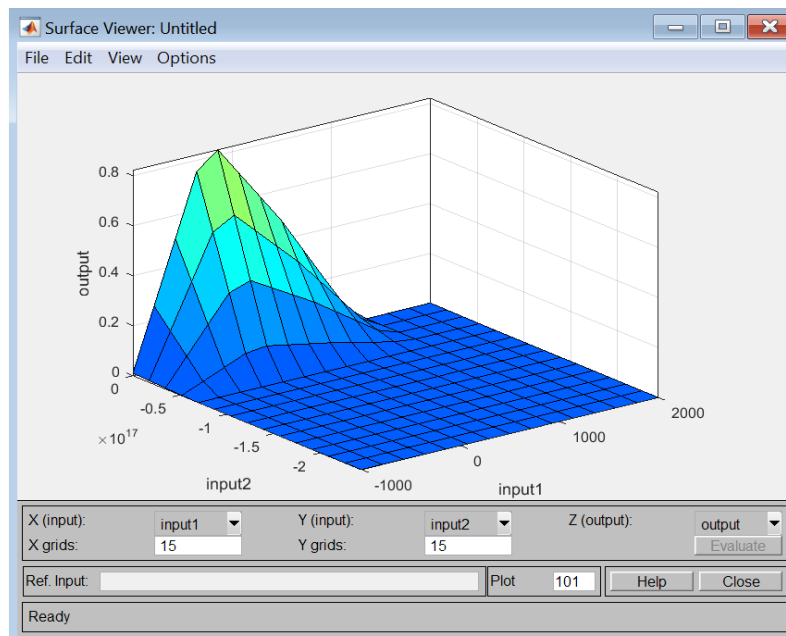 Surface Viewer: Untitled
File Edit View Options
0.8
0.6
0.4
0.2
0
output
0
-0.5
-1
-1.5
-2
×10^17
input2
-1000
0
1000
2000
input1
X (input): input1 Y (input): input2 Z (output): output
X grids: 15 Y grids: 15 Evaluate
Ref. Input: Plot 101 Help Close
Ready